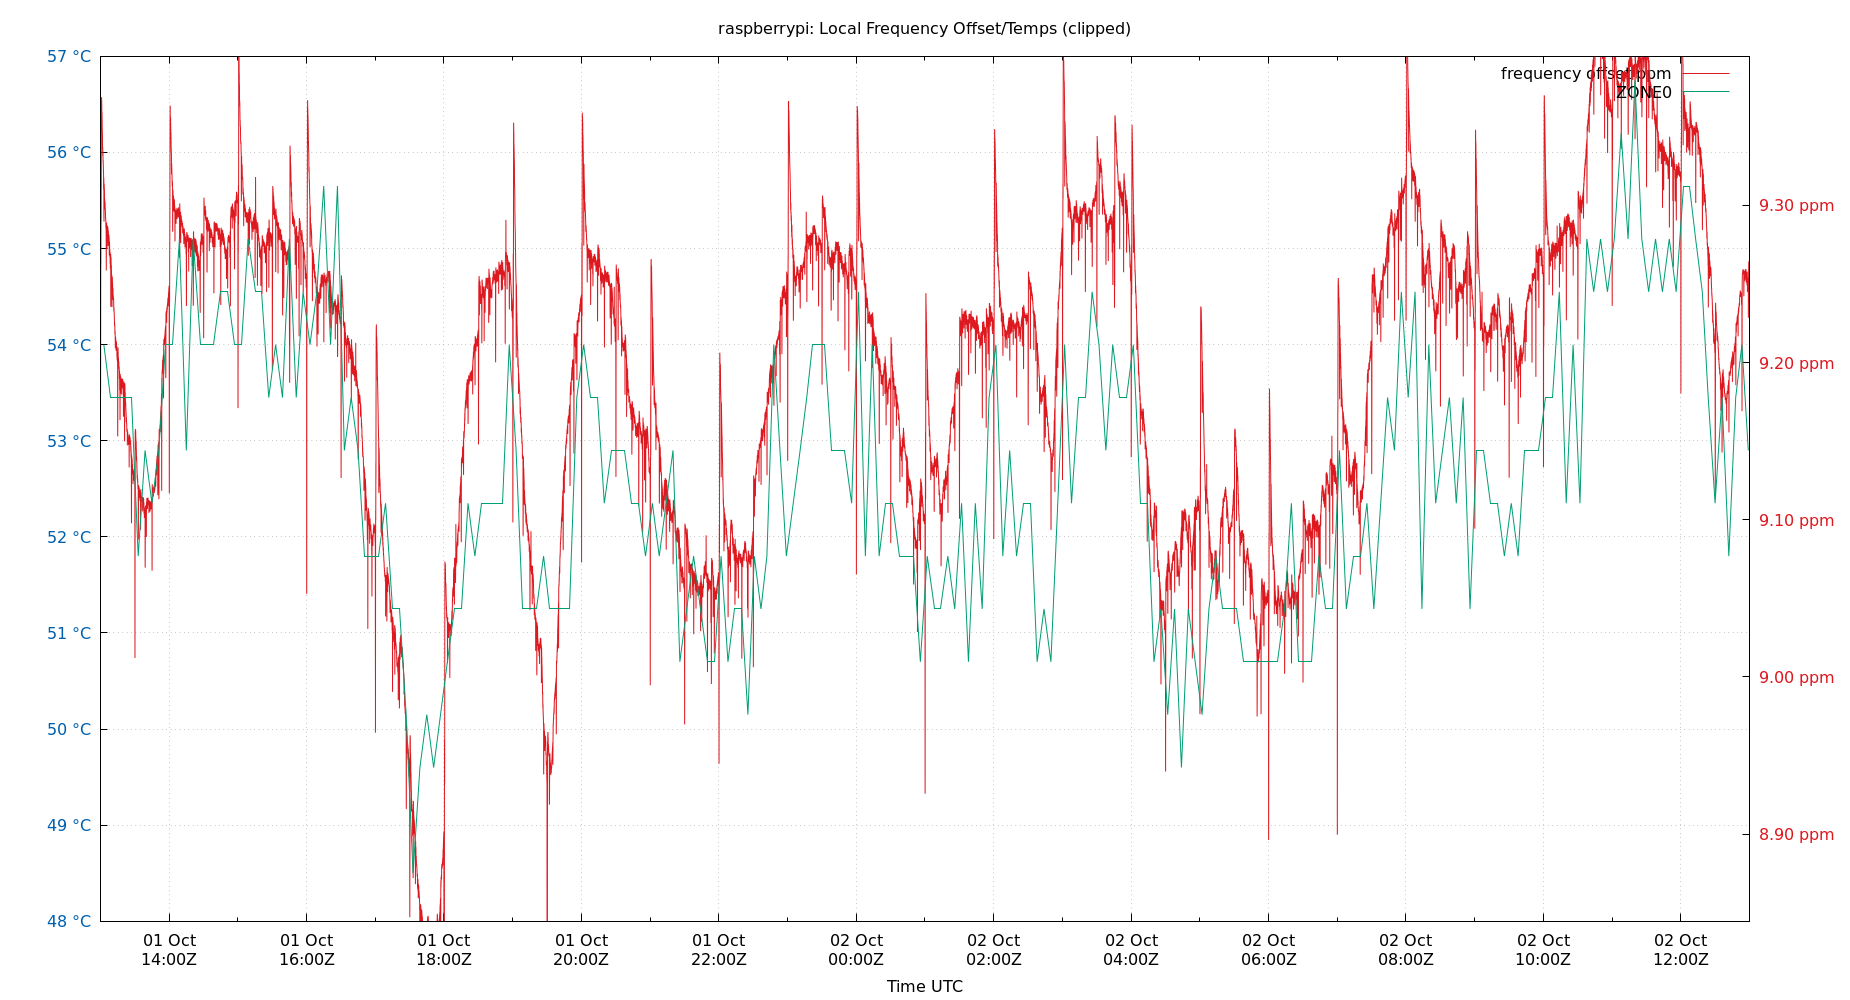 raspberrypi: Local Frequency Offset/Temps (clipped)
57 °C
56 °C
55 °C
54 °C
53 °C
52 °C
51 °C
50 °C
49 °C
48 °C
frequency offset ppm
ZONE0
9.30 ppm
9.20 ppm
9.10 ppm
9.00 ppm
8.90 ppm
01 Oct 01 Oct 01 Oct 01 Oct 01 Oct 02 Oct 02 Oct 02 Oct 02 Oct 02 Oct 02 Oct 02 Oct
14:00Z 16:00Z 18:00Z 20:00Z 22:00Z 00:00Z 02:00Z 04:00Z 06:00Z 08:00Z 10:00Z 12:00Z
Time UTC